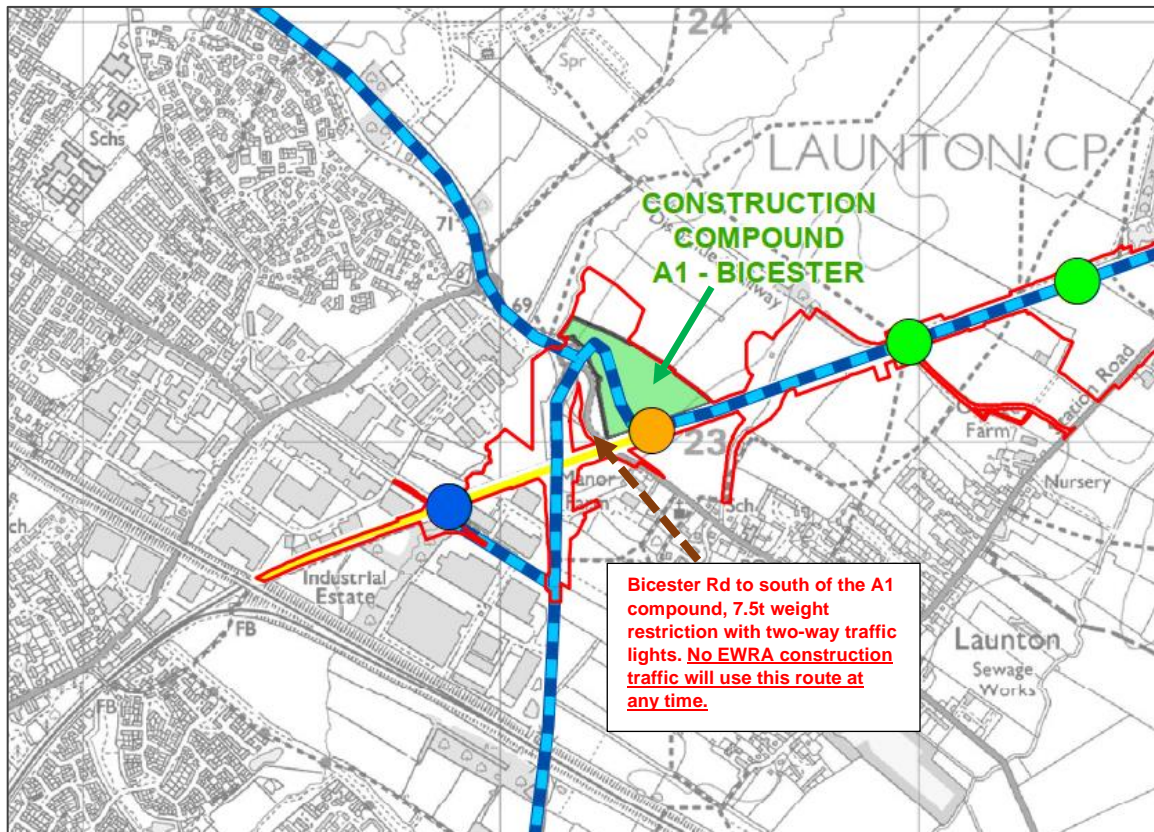 24
Spr
Schs
70
LAUNTON CP
CONSTRUCTION
COMPOUND
A1 - BICESTER
71
69
Farm
Station Road
23
Nursery
Manor
Farm
Sch
ch
Industrial
Estate
FB
Bicester Rd to south of the A1
compound, 7.5t weight
restriction with two-way traffic
lights. No EWRA construction
traffic will use this route at
any time.
Launton
Sewage
Works
FB